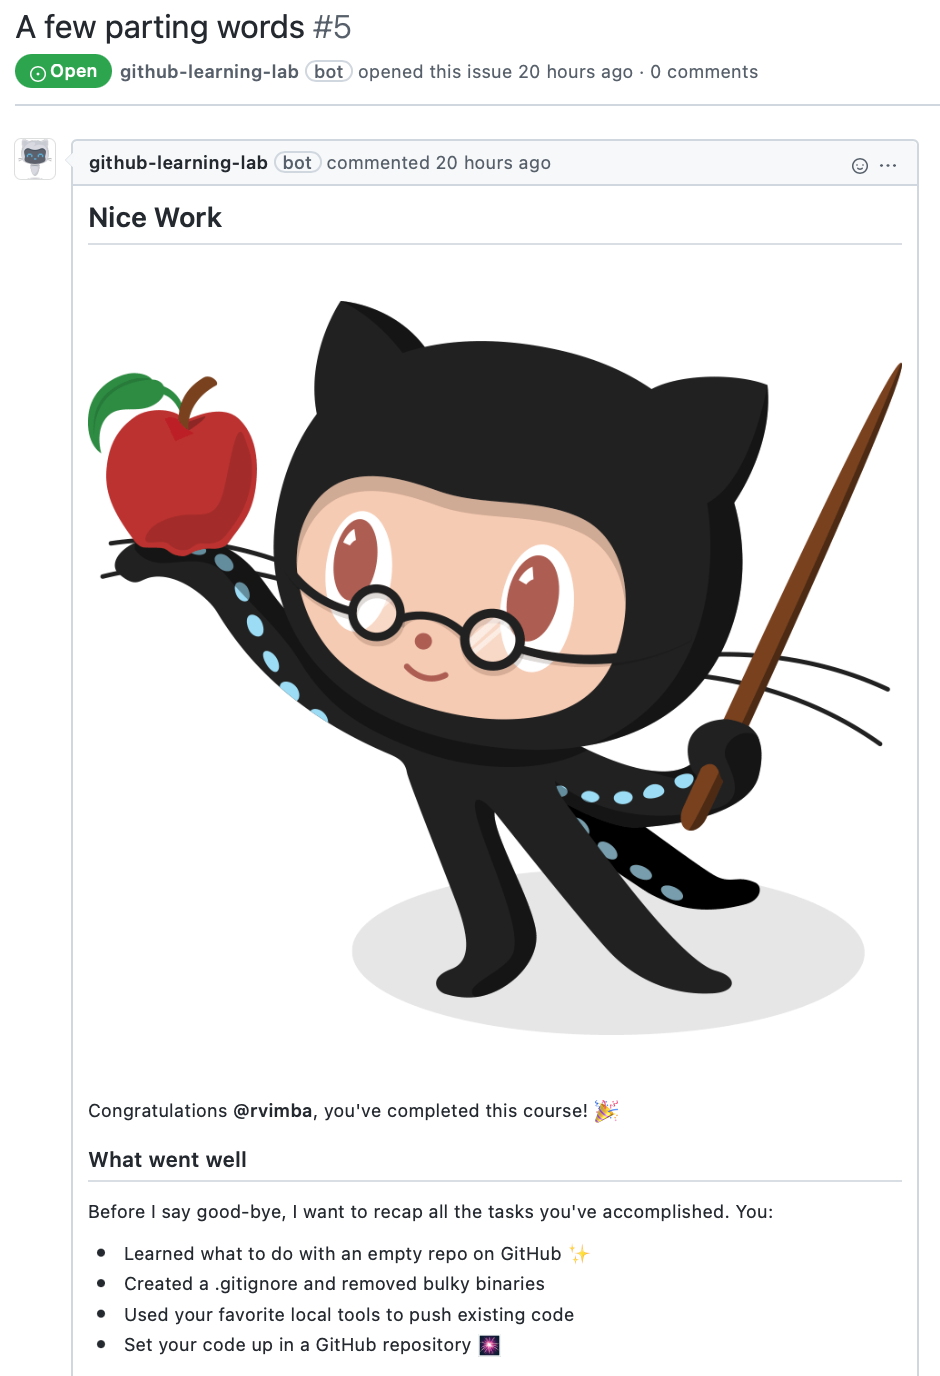 A few parting words #5
Open github-learning-lab bot opened this issue 20 hours ago · 0 comments
github-learning-lab bot commented 20 hours ago
Nice Work
Congratulations @rvimba, you've completed this course! 🎉
What went well
Before I say good-bye, I want to recap all the tasks you've accomplished. You:
• Learned what to do with an empty repo on GitHub ✨
• Created a .gitignore and removed bulky binaries
• Used your favorite local tools to push existing code
• Set your code up in a GitHub repository 🎆